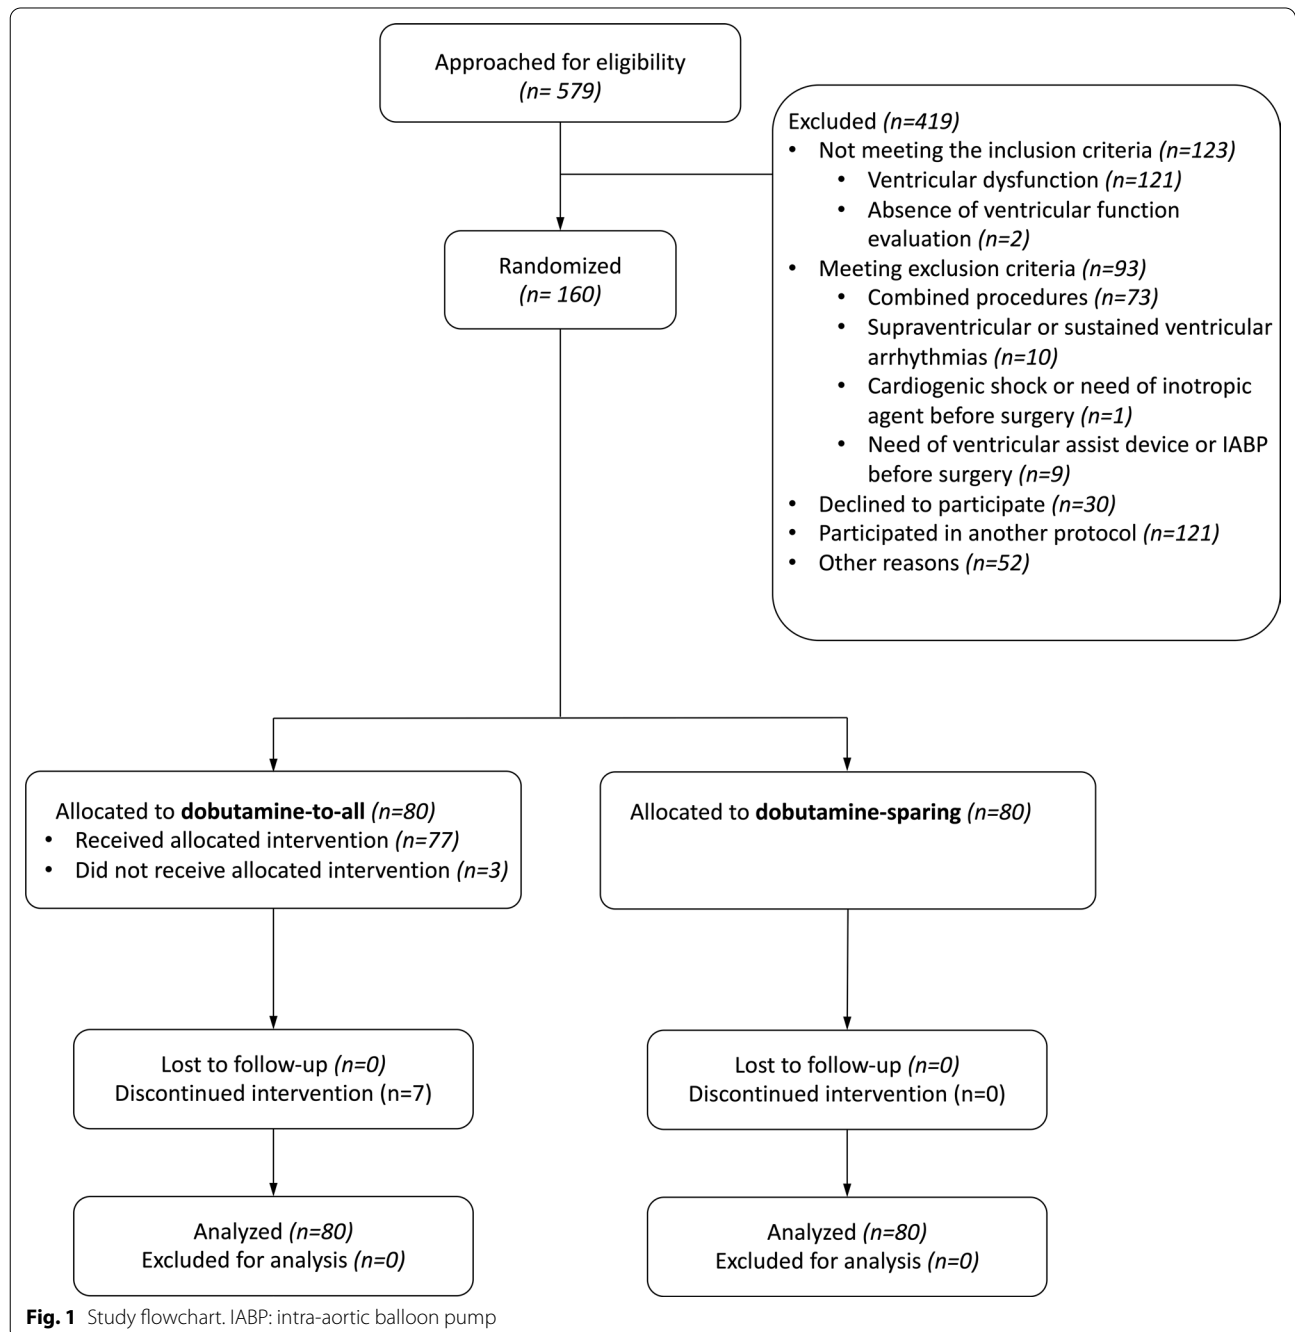 Approached for eligibility
(n= 579)
Excluded (n=419)
• Not meeting the inclusion criteria (n=123)
• Ventricular dysfunction (n=121)
• Absence of ventricular function
evaluation (n=2)
• Meeting exclusion criteria (n=93)
• Combined procedures (n=73)
• Supraventricular or sustained ventricular
arrhythmias (n=10)
• Cardiogenic shock or need of inotropic
agent before surgery (n=1)
• Need of ventricular assist device or IABP
before surgery (n=9)
• Declined to participate (n=30)
• Participated in another protocol (n=121)
• Other reasons (n=52)
Randomized
(n= 160)
Allocated to dobutamine-to-all (n=80)
• Received allocated intervention (n=77)
• Did not receive allocated intervention (n=3)
Allocated to dobutamine-sparing (n=80)
Lost to follow-up (n=0)
Discontinued intervention (n=7)
Lost to follow-up (n=0)
Discontinued intervention (n=0)
Analyzed (n=80)
Excluded for analysis (n=0)
Analyzed (n=80)
Excluded for analysis (n=0)
Fig. 1 Study flowchart. IABP: intra-aortic balloon pump